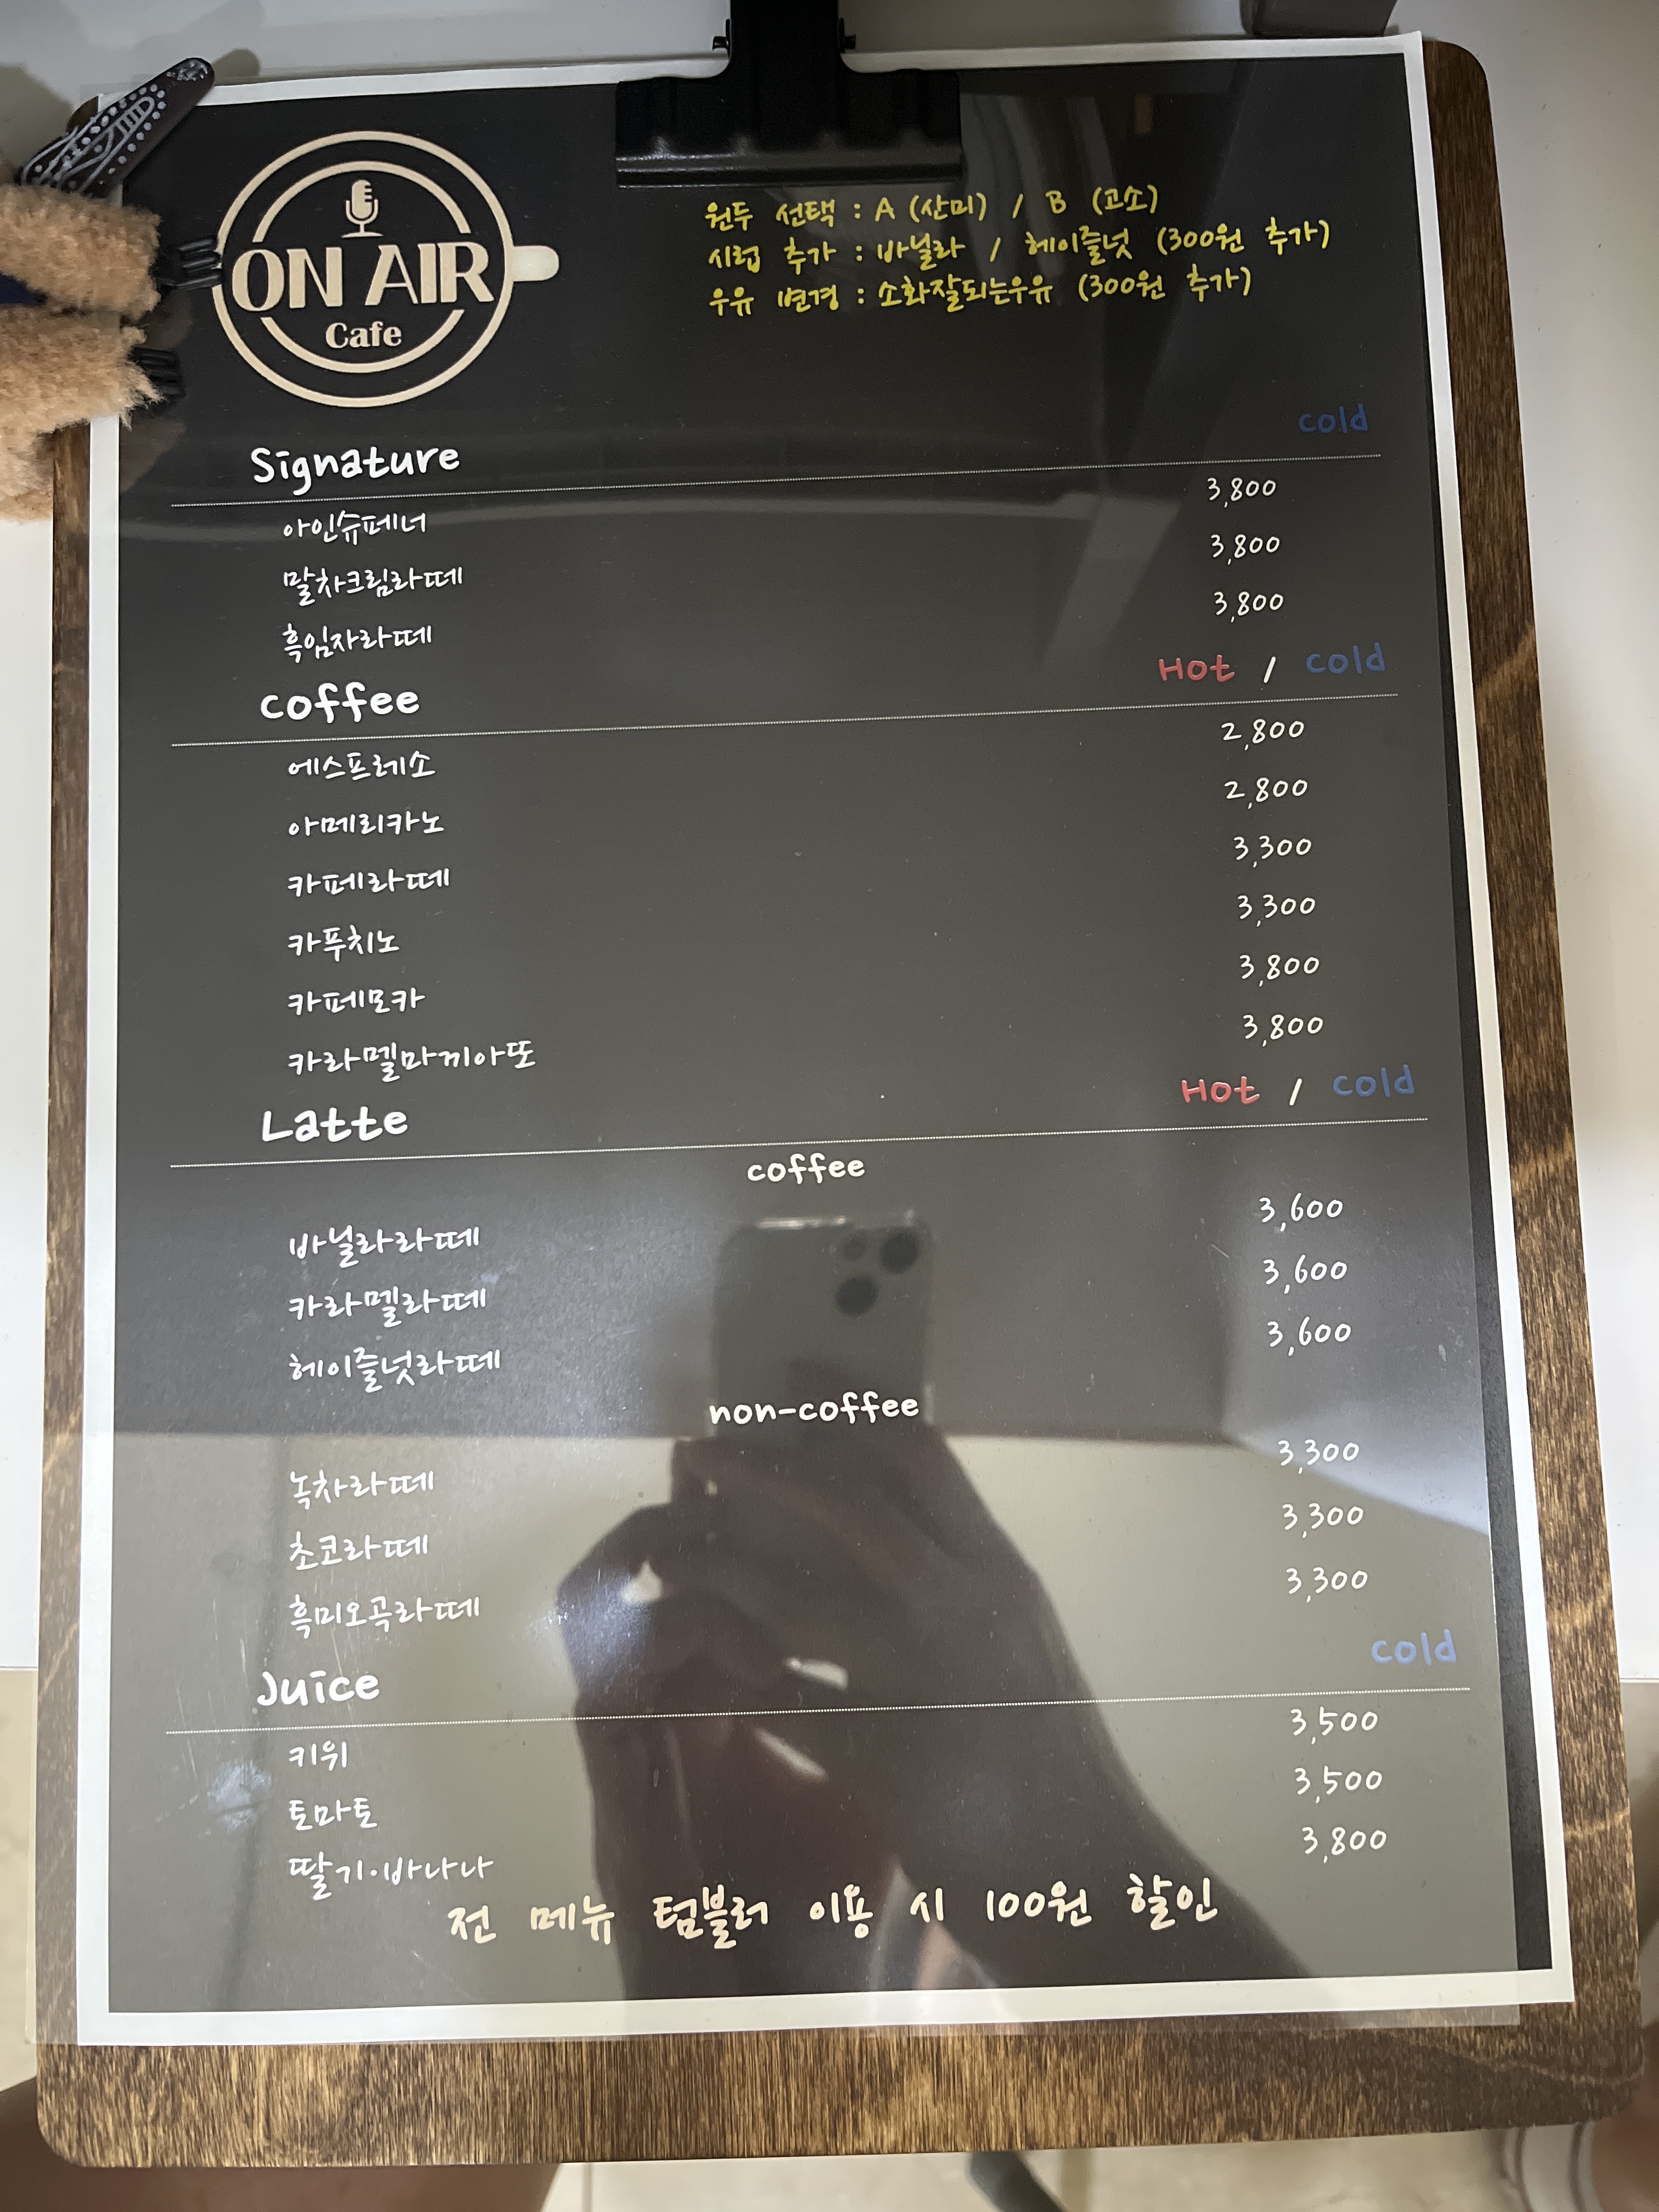 ON AIR
Cafe
원두 선택 : A (산미) / B (고소)
시럽 추가 : 바닐라 / 헤이즐넛 (300원 추가)
우유 변경 : 소화잘되는우유 (300원 추가)
Signature cold
아인슈페너 3,800
말차크림라떼 3,800
흑임자라떼 3,800
coffee Hot / cold
에스프레소 2,800
아메리카노 2,800
카페라떼 3,300
카푸치노 3,300
카페모카 3,800
카라멜마끼아또 3,800
Latte Hot / cold
coffee
바닐라라떼 3,600
카라멜라떼 3,600
헤이즐넛라떼 3,600
non-coffee
녹차라떼 3,300
초코라떼 3,300
흑미오곡라떼 3,300
Juice cold
키위 3,500
토마토 3,500
딸기·바나나 3,800
전 메뉴 텀블러 이용 시 100원 할인